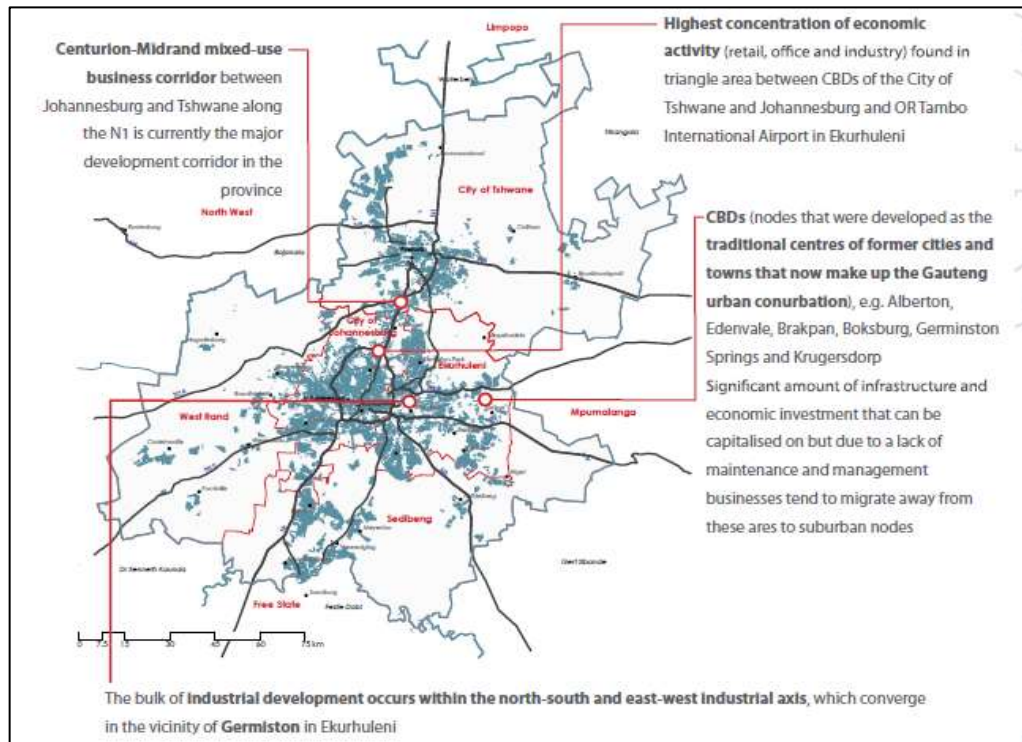 Centurion-Midrand mixed-use
business corridor between
Johannesburg and Tshwane along
the N1 is currently the major
development corridor in the
province
Highest concentration of economic
activity (retail, office and industry) found in
triangle area between CBDs of the City of
Tshwane and Johannesburg and OR Tambo
International Airport in Ekurhuleni
CBDs (nodes that were developed as the
traditional centres of former cities and
towns that now make up the Gauteng
urban conurbation), e.g. Alberton,
Edenvale, Brakpan, Boksburg, Germinston
Springs and Krugersdorp
Significant amount of infrastructure and
economic investment that can be
capitalised on but due to a lack of
maintenance and management
businesses tend to migrate away from
these ares to suburban nodes
Limpopo
City of Tshwane
North West
City of
Johannesburg
Ekurhuleni
West Rand
Mpumalanga
Sedibeng
Free State
Dr Kenneth Kaunda
Gert Sibande
Fezile Dabi
0 7.5 15 30 45 60 75 km
The bulk of industrial development occurs within the north-south and east-west industrial axis, which converge
in the vicinity of Germiston in Ekurhuleni